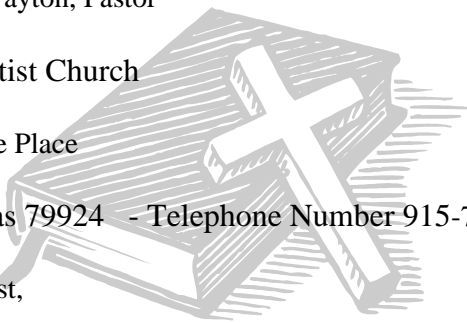 ayton, Pastor
tist Church
e Place
as 79924 - Telephone Number 915-7
st,